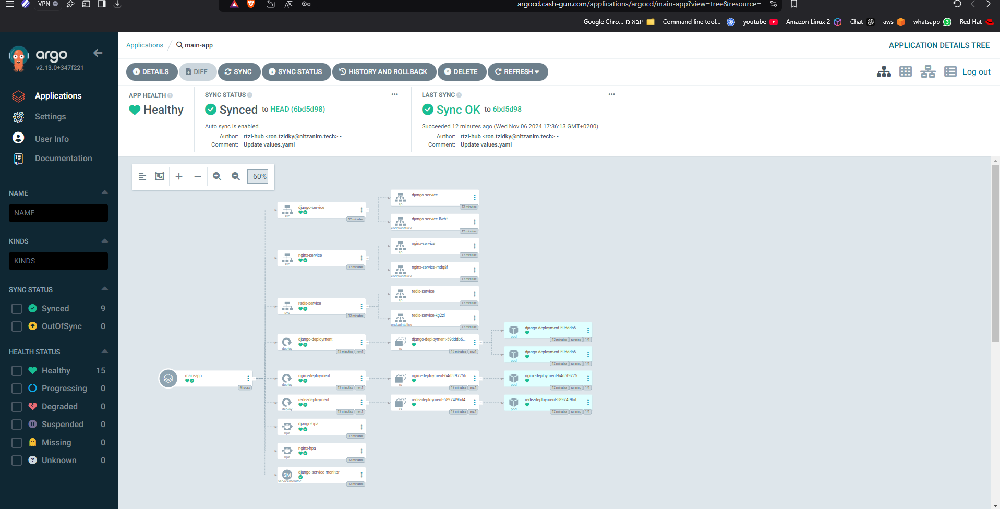 VPN
argocd.cash-gun.com/applications/argocd/main-app?view=tree&resource=
Google Chro...-יובא מ
Command line tool...
youtube
Amazon Linux 2
Chat
aws
whatsapp
3
Red Hat
argo
v2.13.0+347f221
Applications
Settings
User Info
Documentation
NAME
NAME
KINDS
KINDS
SYNC STATUS
Synced 9
OutOfSync 0
HEALTH STATUS
Healthy 15
Progressing 0
Degraded 0
Suspended 0
Missing 0
Unknown 0
Applications / main-app
APPLICATION DETAILS TREE
DETAILS
DIFF
SYNC
SYNC STATUS
HISTORY AND ROLLBACK
DELETE
REFRESH
Log out
APP HEALTH
Healthy
SYNC STATUS
Synced to HEAD (6bd5d98)
Auto sync is enabled.
Author: rtzi-hub <ron.tzidky@nitzanim.tech> -
Comment: Update values.yaml
LAST SYNC
Sync OK to 6bd5d98
Succeeded 12 minutes ago (Wed Nov 06 2024 17:36:13 GMT+0200)
Author: rtzi-hub <ron.tzidky@nitzanim.tech> -
Comment: Update values.yaml
60%
main-app
4 hours
django-service
svc
12 minutes
nginx-service
svc
12 minutes
redis-service
svc
12 minutes
django-deployment
deploy
12 minutes rev:1
nginx-deployment
deploy
12 minutes rev:1
redis-deployment
deploy
12 minutes rev:1
django-hpa
hpa
12 minutes
nginx-hpa
hpa
12 minutes
SM
django-service-monitor
servicemonitor
12 minutes
django-service
ep
12 minutes
django-service-l6vhf
endpointslice
12 minutes
nginx-service
ep
12 minutes
nginx-service-mdq8f
endpointslice
12 minutes
redis-service
ep
12 minutes
redis-service-kg2zl
endpointslice
12 minutes
django-deployment-59dddb5...
rs
12 minutes rev:1
nginx-deployment-64d5f9775b
rs
12 minutes rev:1
redis-deployment-58974f9bd4
rs
12 minutes rev:1
django-deployment-59dddb5...
pod
12 minutes running 1/1
django-deployment-59dddb5...
pod
12 minutes running 1/1
nginx-deployment-64d5f9775...
pod
12 minutes running 1/1
redis-deployment-58974f9bd...
pod
12 minutes running 1/1